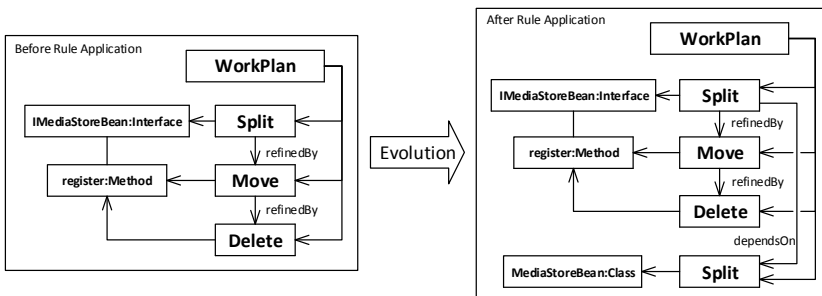 Before Rule Application
WorkPlan
IMediaStoreBean:Interface
Split
refinedBy
register:Method
Move
refinedBy
Delete
Evolution
After Rule Application
WorkPlan
IMediaStoreBean:Interface
Split
refinedBy
register:Method
Move
refinedBy
Delete
dependsOn
MediaStoreBean:Class
Split